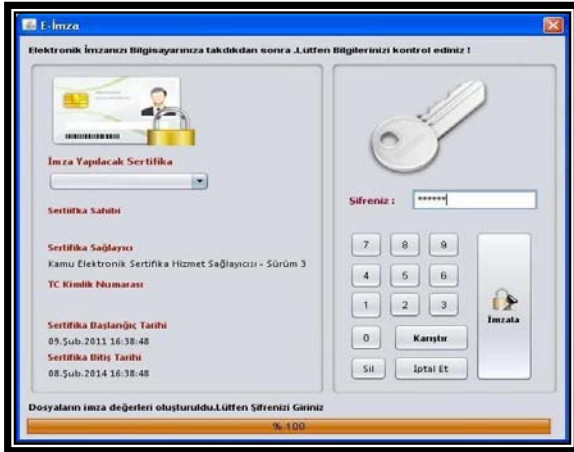 E-İmza
Elektronik İmzanızı Bilgisayarınıza takdıkdan sonra .Lütfen Bilgilerinizi kontrol ediniz !
İmza Yapılacak Sertifika
Sertifika Sahibi
Sertifika Sağlayıcı
Kamu Elektronik Sertifika Hizmet Sağlayıcısı - Sürüm 3
TC Kimlik Numarası
Sertifika Başlangıç Tarihi
09.Şub.2011 16:38:48
Sertifika Bitiş Tarihi
08.Şub.2014 16:38:48
Şifreniz : ******
7 8 9
4 5 6
1 2 3
0 Karıştır
Sil İptal Et
İmzala
Dosyaların imza değerleri oluşturuldu.Lütfen Şifrenizi Giriniz
% 100